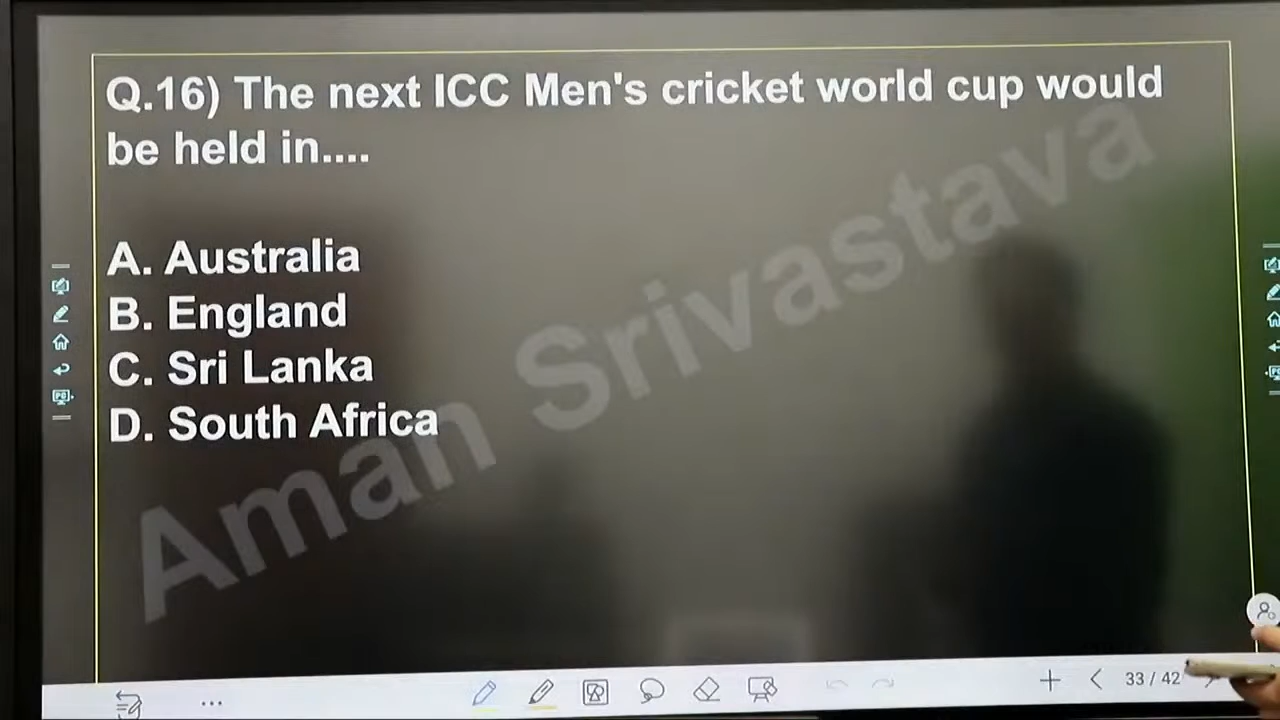 Q.16) The next ICC Men's cricket world cup would
be held in....
A. Australia
B. England
C. Sri Lanka
D. South Africa
Aman Srivastava
33 / 42